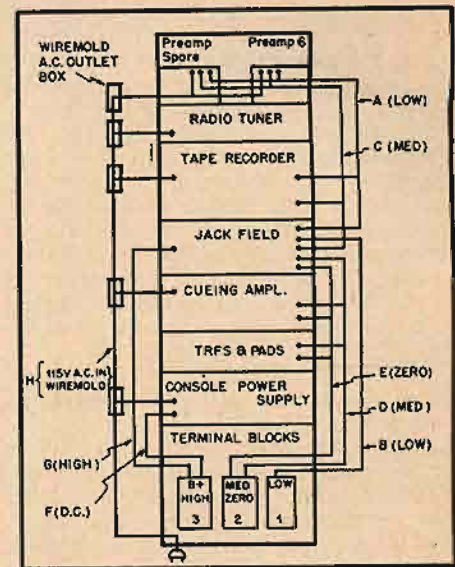 WIREMOLD
A.C. OUTLET
BOX
Preamp
Spare
Preamp 6
A (LOW)
RADIO TUNER
C (MED)
TAPE RECORDER
JACK FIELD
CUEING AMPL.
H
115V A.C. IN
WIREMOLD
TRFS & PADS
E (ZERO)
CONSOLE POWER
SUPPLY
D (MED)
TERMINAL BLOCKS
B (LOW)
G (HIGH)
F (D.C.)
B+
HIGH
3
MED
ZERO
2
LOW
1